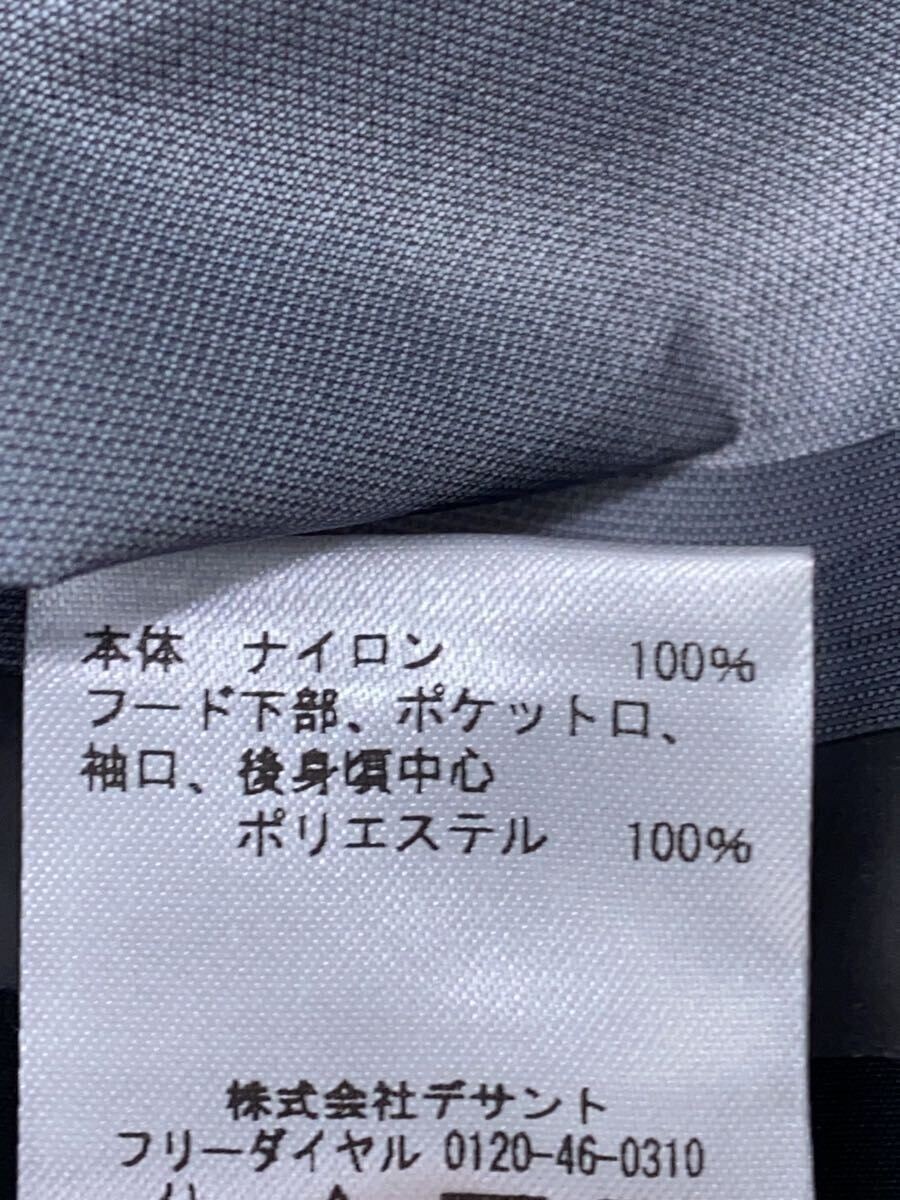 本体　ナイロン　100%
フード下部、ポケット口、
袖口、後身頃中心
ポリエステル　100%
株式会社デサント
フリーダイヤル 0120-46-0310